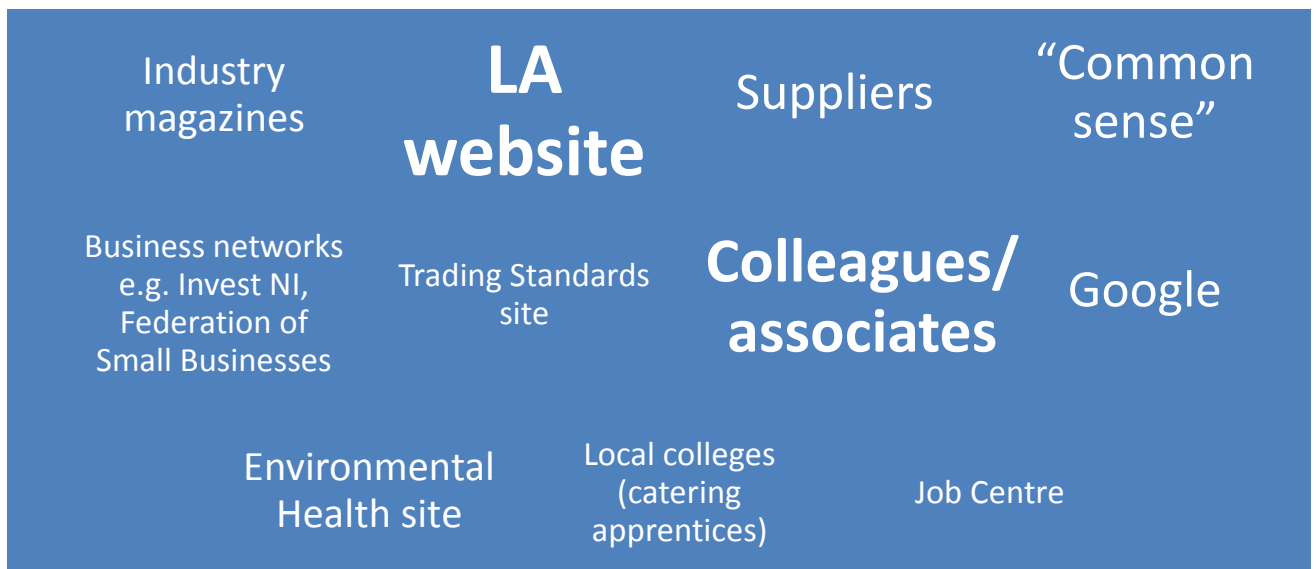 Industry
magazines
LA
website
Suppliers
“Common
sense”
Business networks
e.g. Invest NI,
Federation of
Small Businesses
Trading Standards
site
Colleagues/
associates
Google
Environmental
Health site
Local colleges
(catering
apprentices)
Job Centre